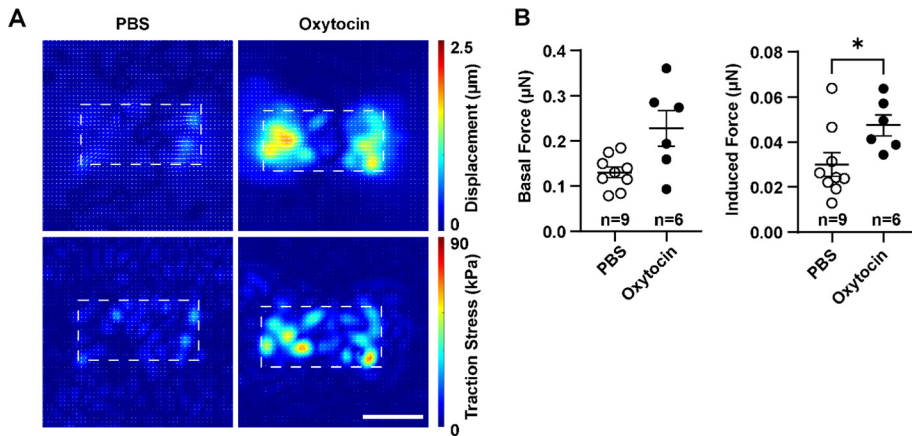 A
PBS
Oxytocin
2.5
Displacement (μm)
0
90
Traction Stress (kPa)
0
B
0.4
0.3
0.2
0.1
0.0
Basal Force (μN)
n=9
n=6
PBS
Oxytocin
0.08
0.06
0.04
0.02
0.00
Induced Force (μN)
*
n=9
n=6
PBS
Oxytocin